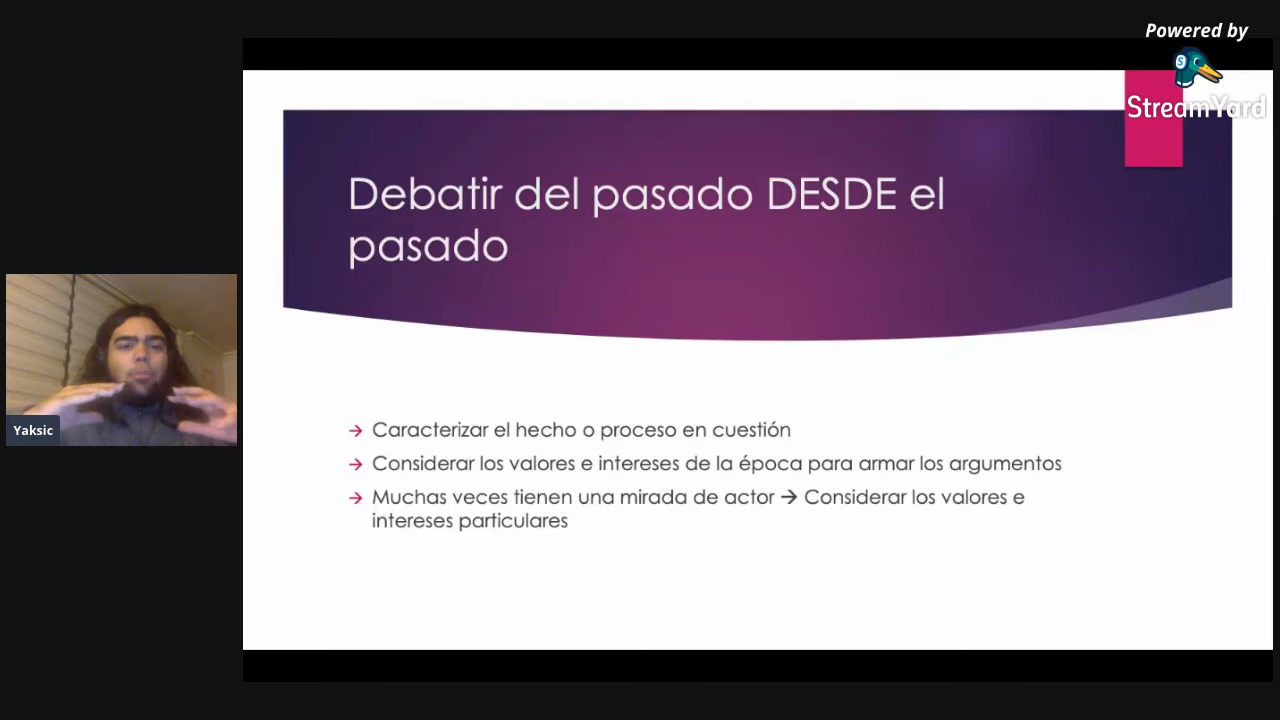 Powered by
StreamYard
Debatir del pasado DESDE el
pasado
Yaksic
→ Caracterizar el hecho o proceso en cuestión
→ Considerar los valores e intereses de la época para armar los argumentos
→ Muchas veces tienen una mirada de actor → Considerar los valores e
intereses particulares